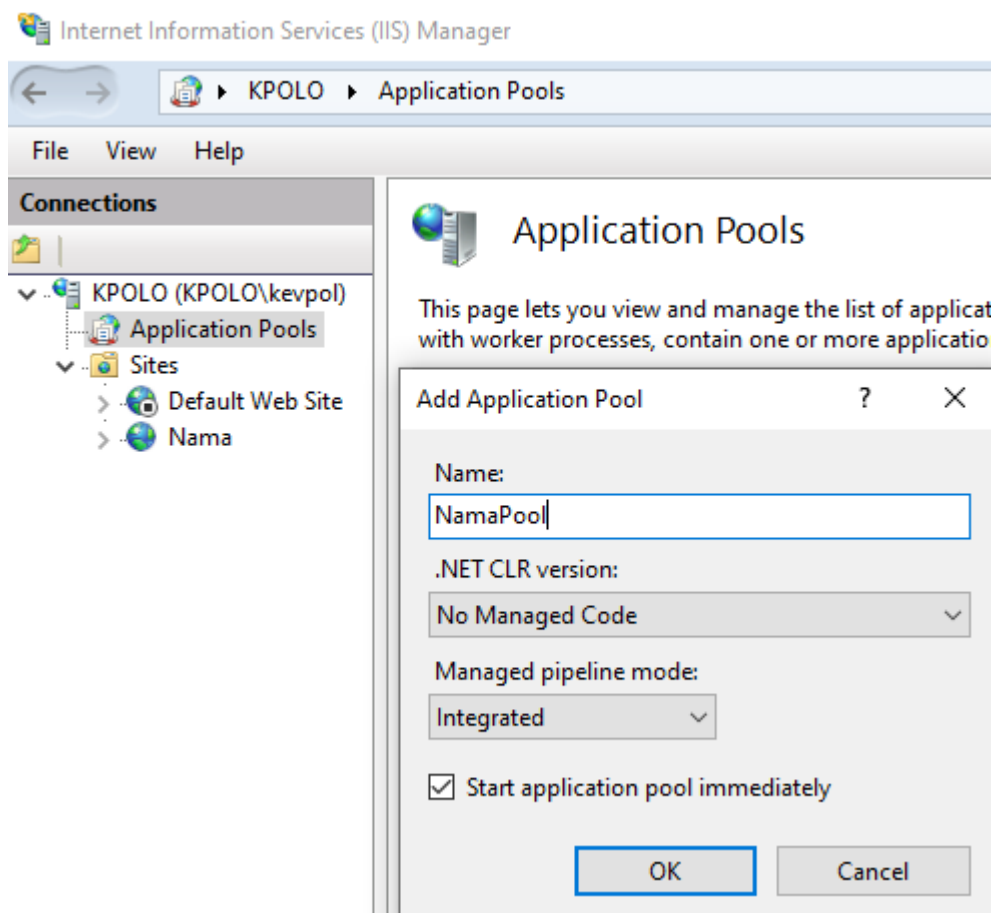 Internet Information Services (IIS) Manager
KPOLO Application Pools
File View Help
Connections
KPOLO (KPOLO\kevpol)
Application Pools
Sites
Default Web Site
Nama
Application Pools
This page lets you view and manage the list of applicat
with worker processes, contain one or more applicatio
Add Application Pool ?
Name:
NamaPool
.NET CLR version:
No Managed Code
Managed pipeline mode:
Integrated
Start application pool immediately
OK Cancel